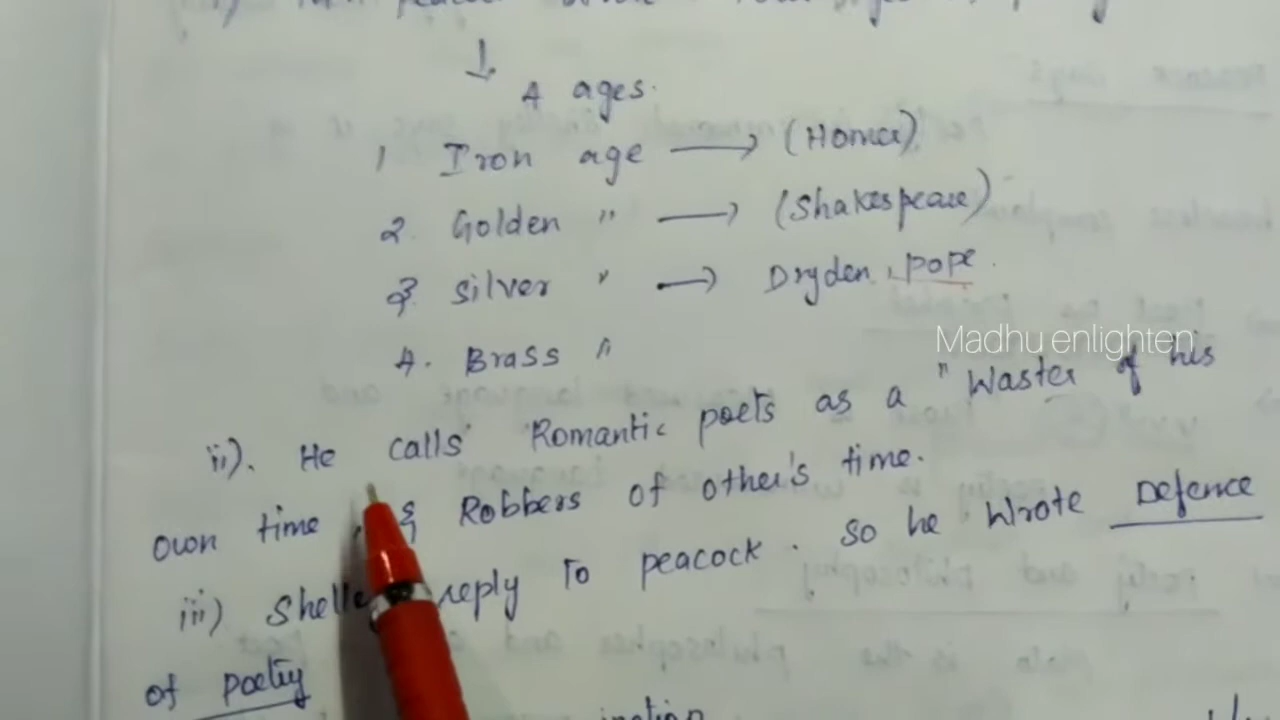 4 ages.
1 Iron age → (Homer)
2. Golden " → (Shakespeare)
3 Silver " → Dryden, pope.
4. Brass "
Madhu enlighten
ii). He calls Romantic poets as a "Waster of his
own time, & Robbers of other's time.
iii) reply to peacock. So he wrote Defence
of poetry